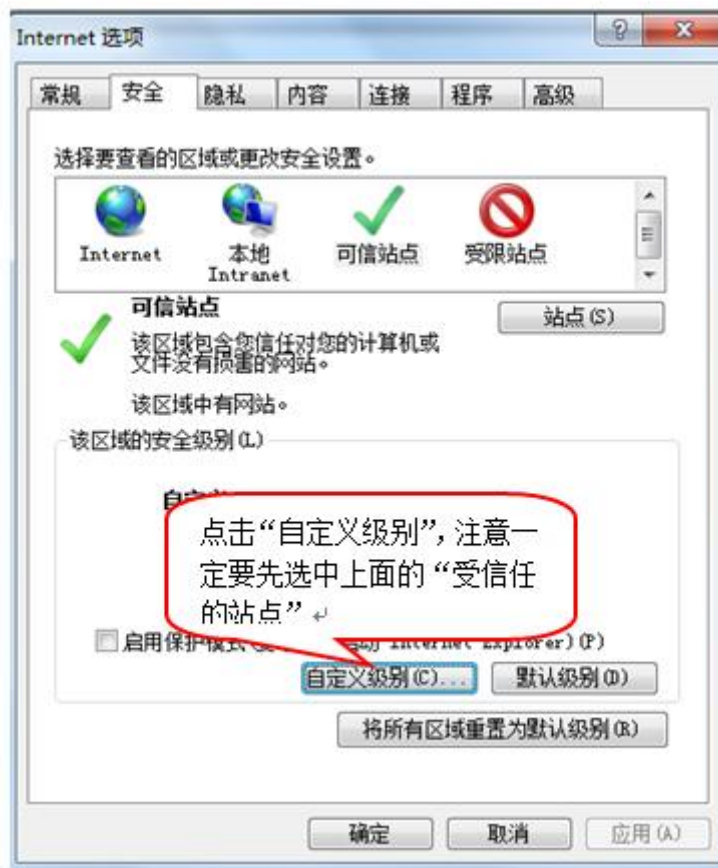 Internet 选项
常规 安全 隐私 内容 连接 程序 高级
选择要查看的区域或更改安全设置。
Internet 本地 可信站点 受限站点
Intranet
可信站点
站点(S)
该区域包含您信任对您的计算机或
文件没有损害的网站。
该区域中有网站。
该区域的安全级别(L)
自定义
点击“自定义级别”，注意一
定要先选中上面的“受信任
的站点”
启用保护模式 Internet Explorer)(P)
自定义级别(C)... 默认级别(D)
将所有区域重置为默认级别(R)
确定 取消 应用(A)